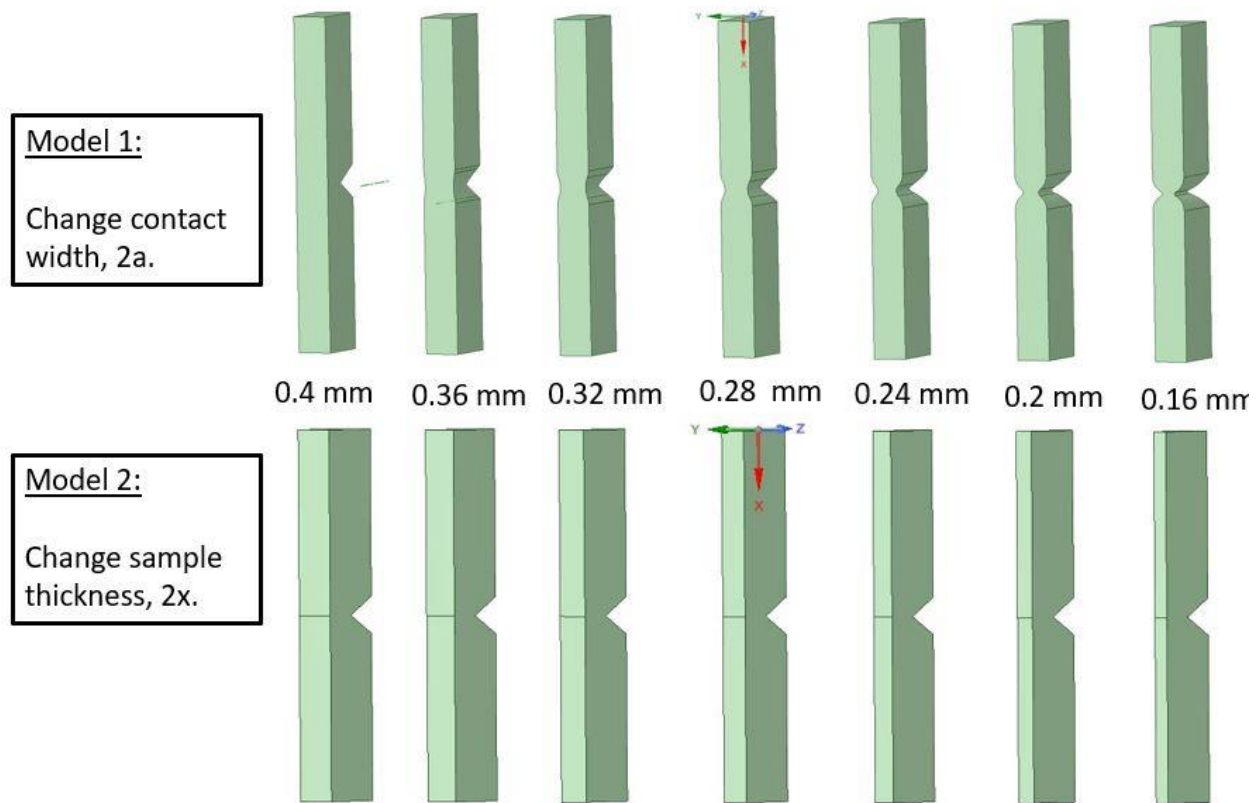 Model 1:
Change contact
width, 2a.
Y Z
X
0.4 mm 0.36 mm 0.32 mm 0.28 mm 0.24 mm 0.2 mm 0.16 mm
Model 2:
Change sample
thickness, 2x.
Y Z
X